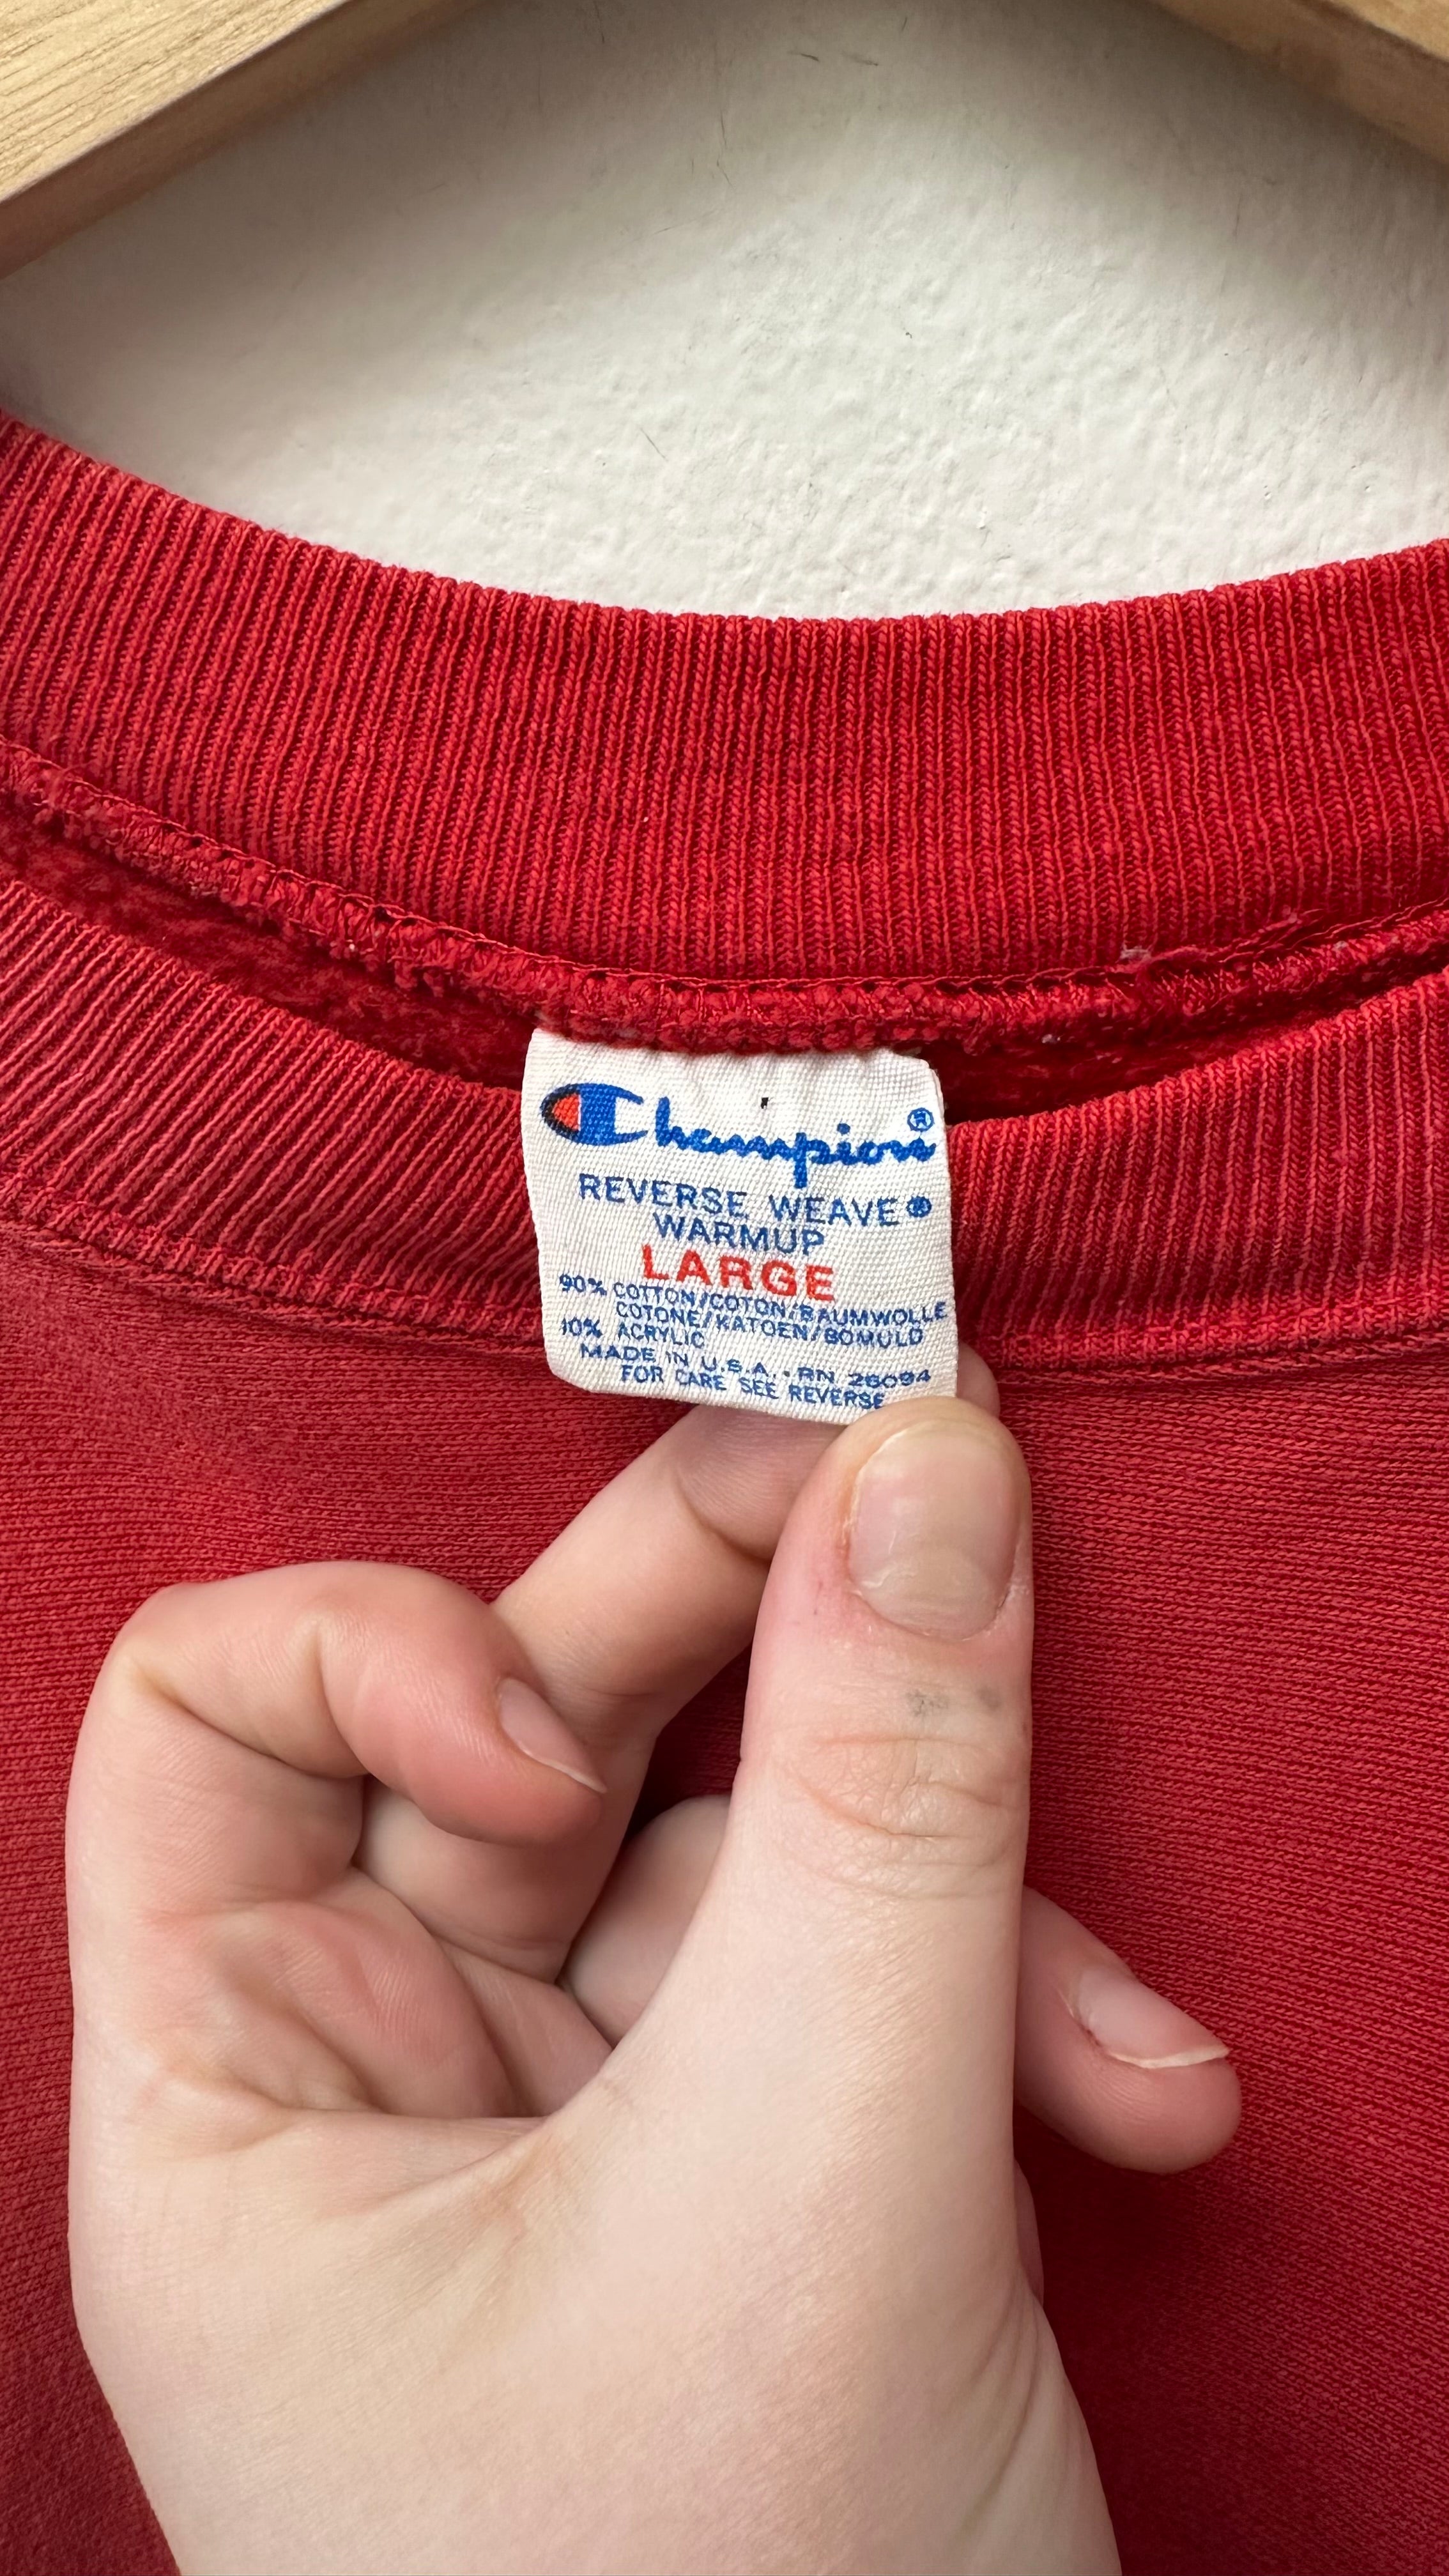 Champion®
REVERSE WEAVE®
WARMUP
LARGE
90% COTTON/COTON/BAUMWOLLE
COTONE/KATOEN/BOMULD
10% ACRYLIC
MADE IN U.S.A. · RN 26094
FOR CARE SEE REVERSE